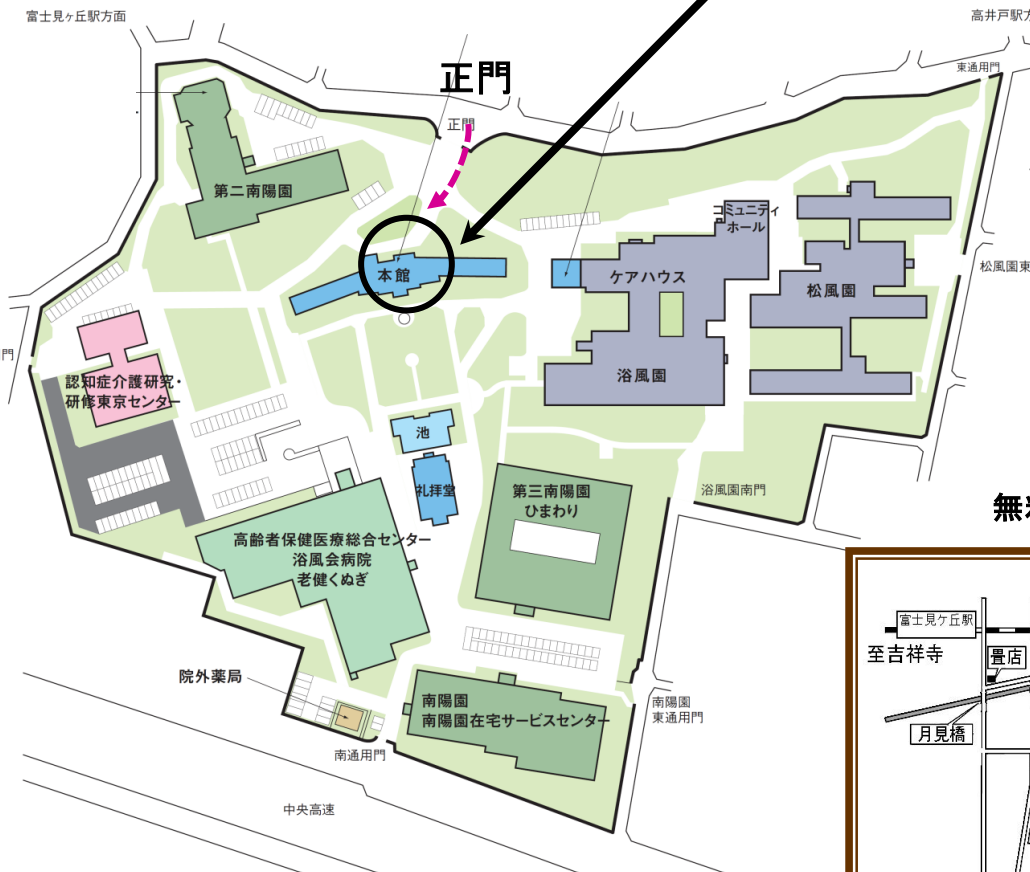 富士見ヶ丘駅方面
高井戸駅方
正門
東通用門
正門
第二南陽園
コミュニティ
ホール
松風園東
本館
ケアハウス
松風園
門
認知症介護研究・
研修東京センター
浴風園
池
礼拝堂
第三南陽園
ひまわり
浴風園南門
無料
高齢者保健医療総合センター
浴風会病院
老健くぬぎ
富士見ケ丘駅
至吉祥寺
畳店
院外薬局
南陽園
南陽園在宅サービスセンター
南陽園
東通用門
月見橋
南通用門
中央高速